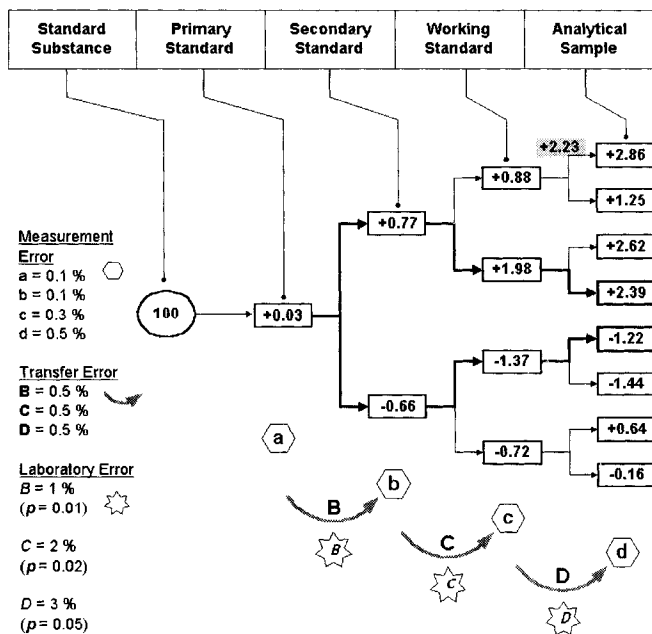 Standard Substance
Primary Standard
Secondary Standard
Working Standard
Analytical Sample
+2.23
+2.86
+0.88
+1.25
+0.77
+2.62
+1.98
+2.39
100
+0.03
-1.22
-1.37
-1.44
-0.66
+0.64
-0.72
-0.16
Measurement
Error
a = 0.1 %
b = 0.1 %
c = 0.3 %
d = 0.5 %
Transfer Error
B = 0.5 %
C = 0.5 %
D = 0.5 %
Laboratory Error
B = 1 %
(p = 0.01)
C = 2 %
(p = 0.02)
D = 3 %
(p = 0.05)
a
B
b
B
C
c
C
D
d
D